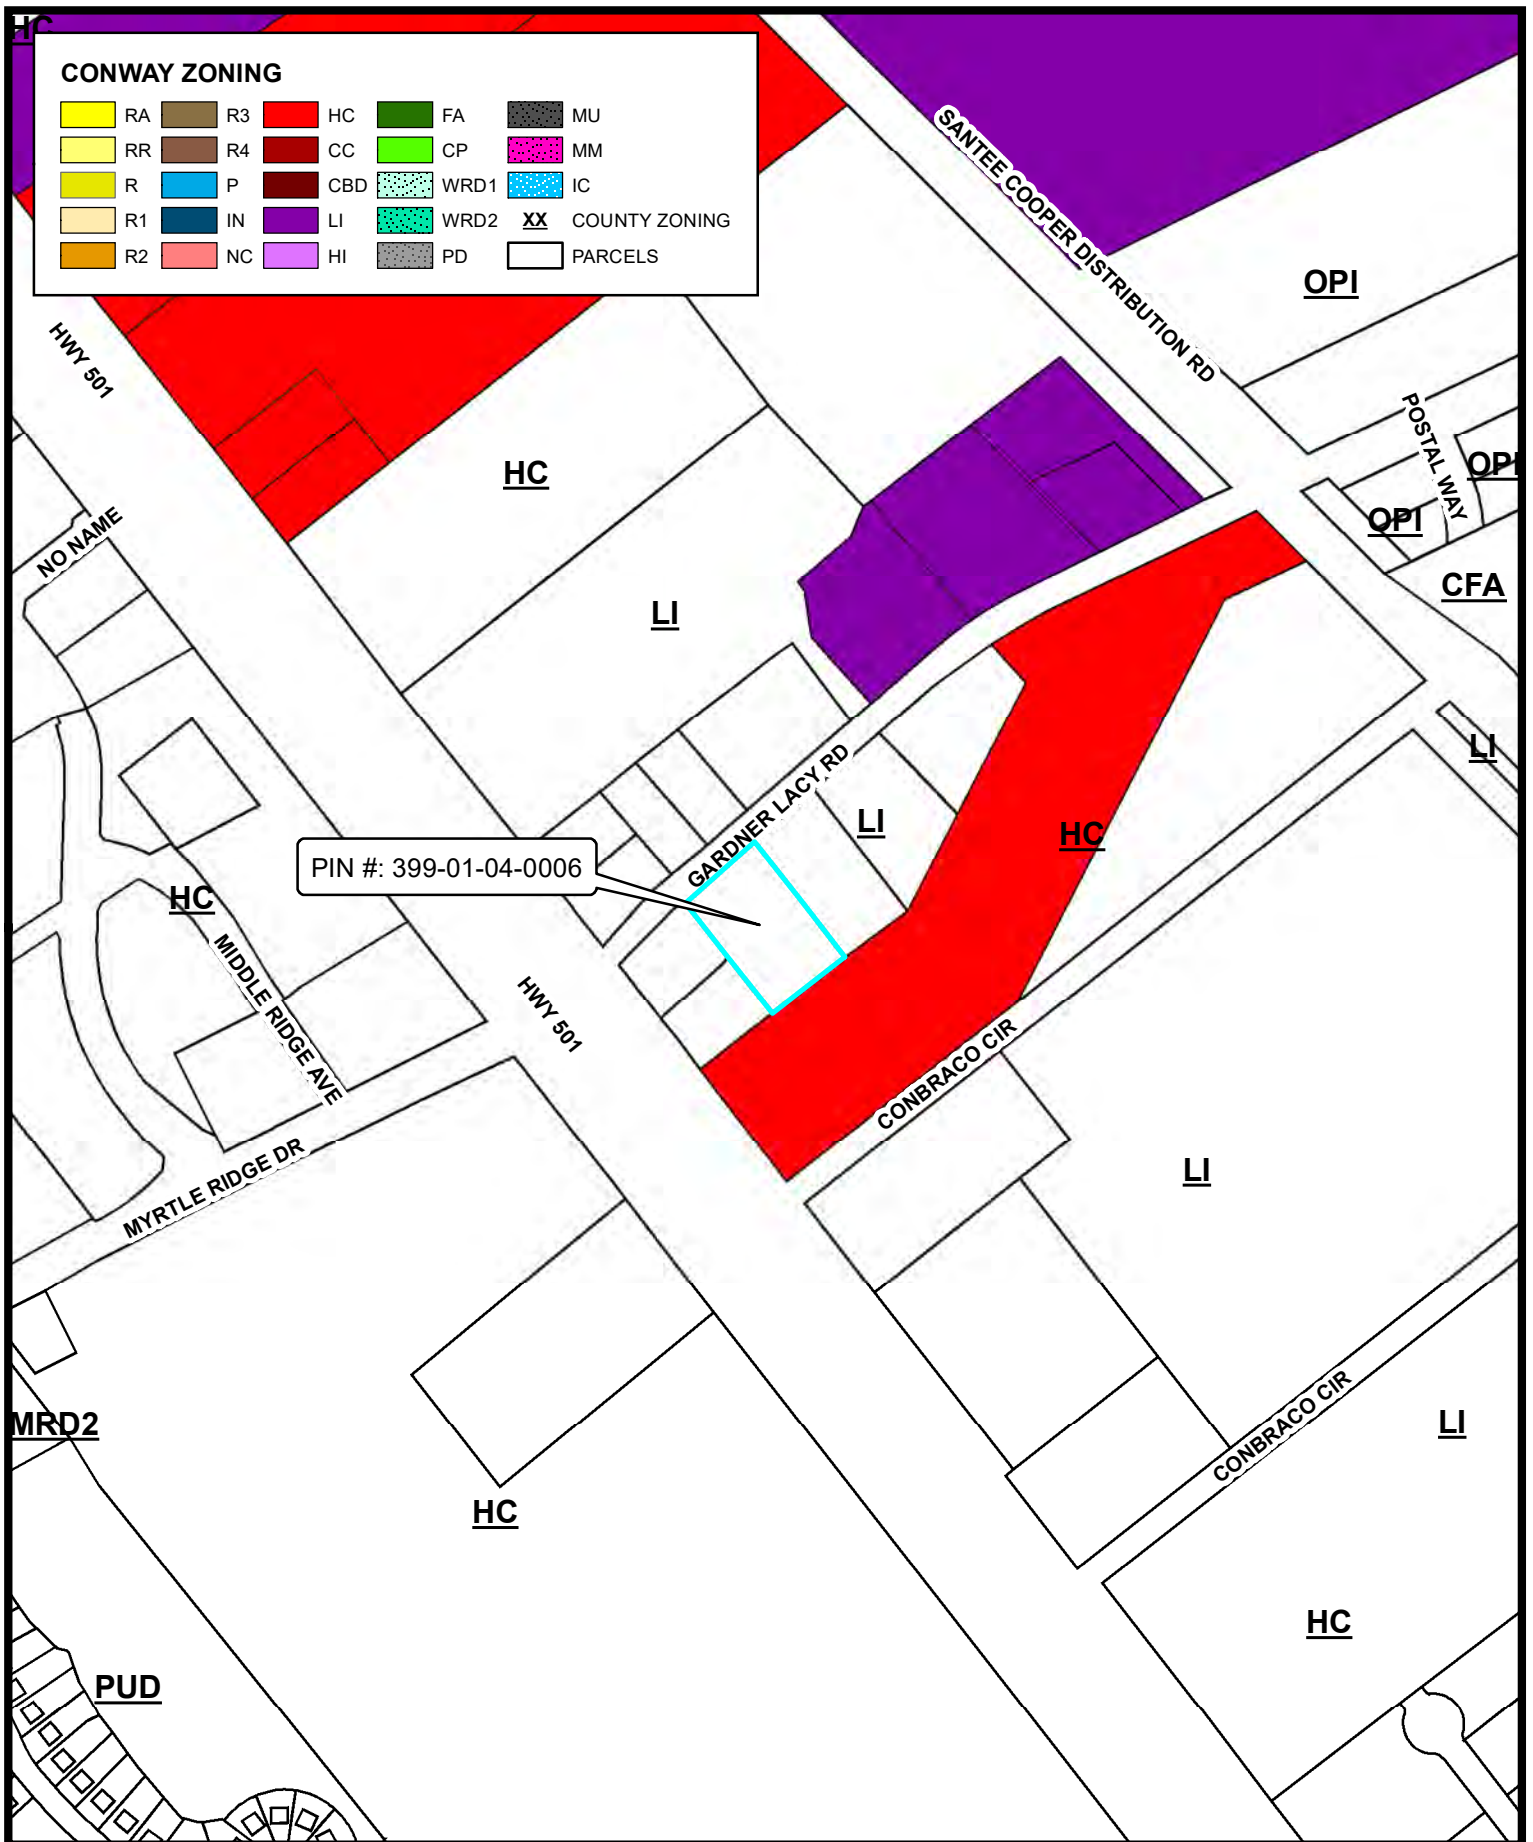 HC
CONWAY ZONING
RA R3 HC FA MU
RR R4 CC CP MM
R P CBD WRD1 IC
R1 IN LI WRD2 XX COUNTY ZONING
R2 NC HI PD PARCELS
SANTEE COOPER DISTRIBUTION RD
OPI
HWY 501
POSTAL WAY
HC
OPI
OPI
NO NAME
CFA
LI
LI
GARDNER LACY RD
LI
HC
PIN #: 399-01-04-0006
HC
MIDDLE RIDGE AVE
HWY 501
CONBRACO CIR
MYRTLE RIDGE DR
LI
CONBRACO CIR
MRD2
LI
HC
HC
PUD